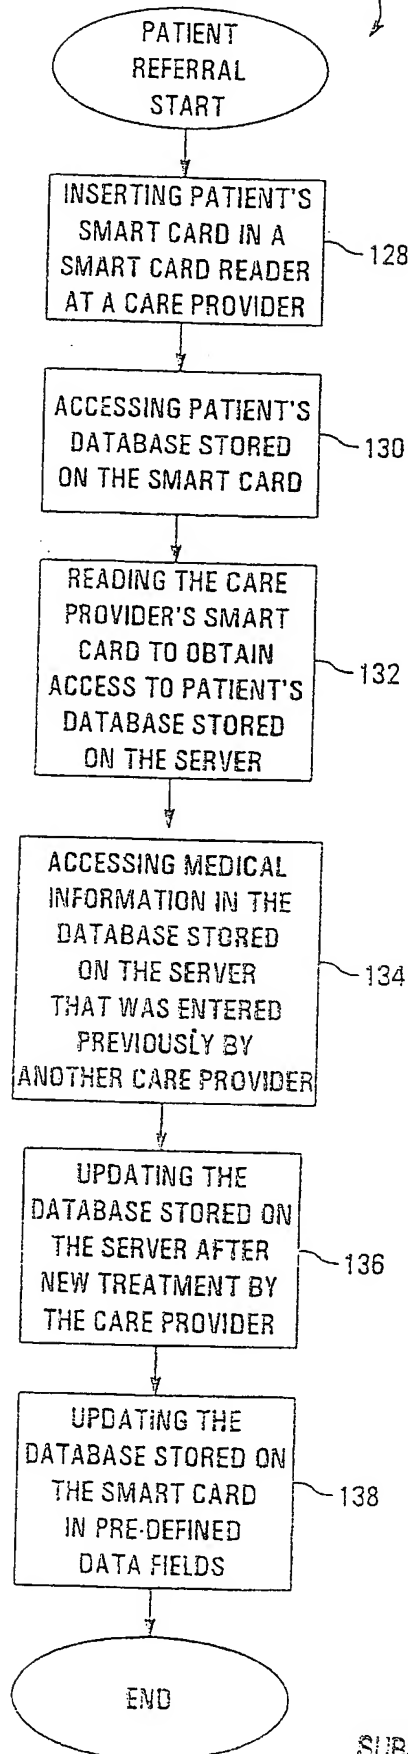 PATIENT
REFERRAL
START
INSERTING PATIENT'S
SMART CARD IN A
SMART CARD READER
AT A CARE PROVIDER
128
ACCESSING PATIENT'S
DATABASE STORED
ON THE SMART CARD
130
READING THE CARE
PROVIDER'S SMART
CARD TO OBTAIN
ACCESS TO PATIENT'S
DATABASE STORED
ON THE SERVER
132
ACCESSING MEDICAL
INFORMATION IN THE
DATABASE STORED
ON THE SERVER
THAT WAS ENTERED
PREVIOUSLY BY
ANOTHER CARE PROVIDER
134
UPDATING THE
DATABASE STORED ON
THE SERVER AFTER
NEW TREATMENT BY
THE CARE PROVIDER
136
UPDATING THE
DATABASE STORED ON
THE SMART CARD
IN PRE-DEFINED
DATA FIELDS
138
END
SUB